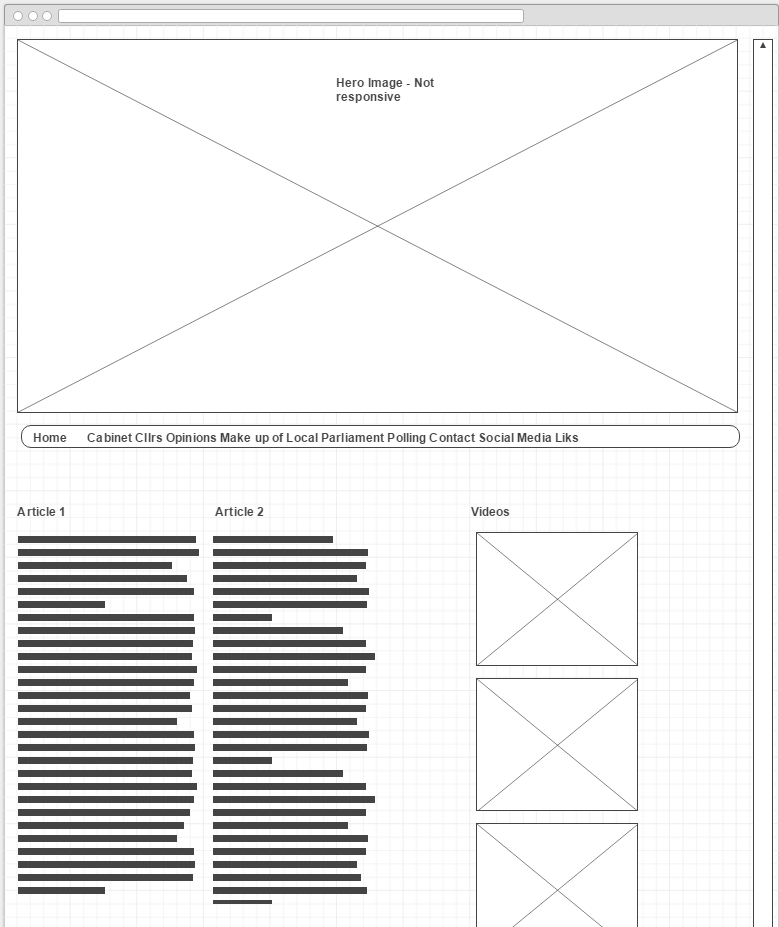 Hero Image - Not
responsive
Home Cabinet Cllrs Opinions Make up of Local Parliament Polling Contact Social Media Liks
Article 1 Article 2 Videos